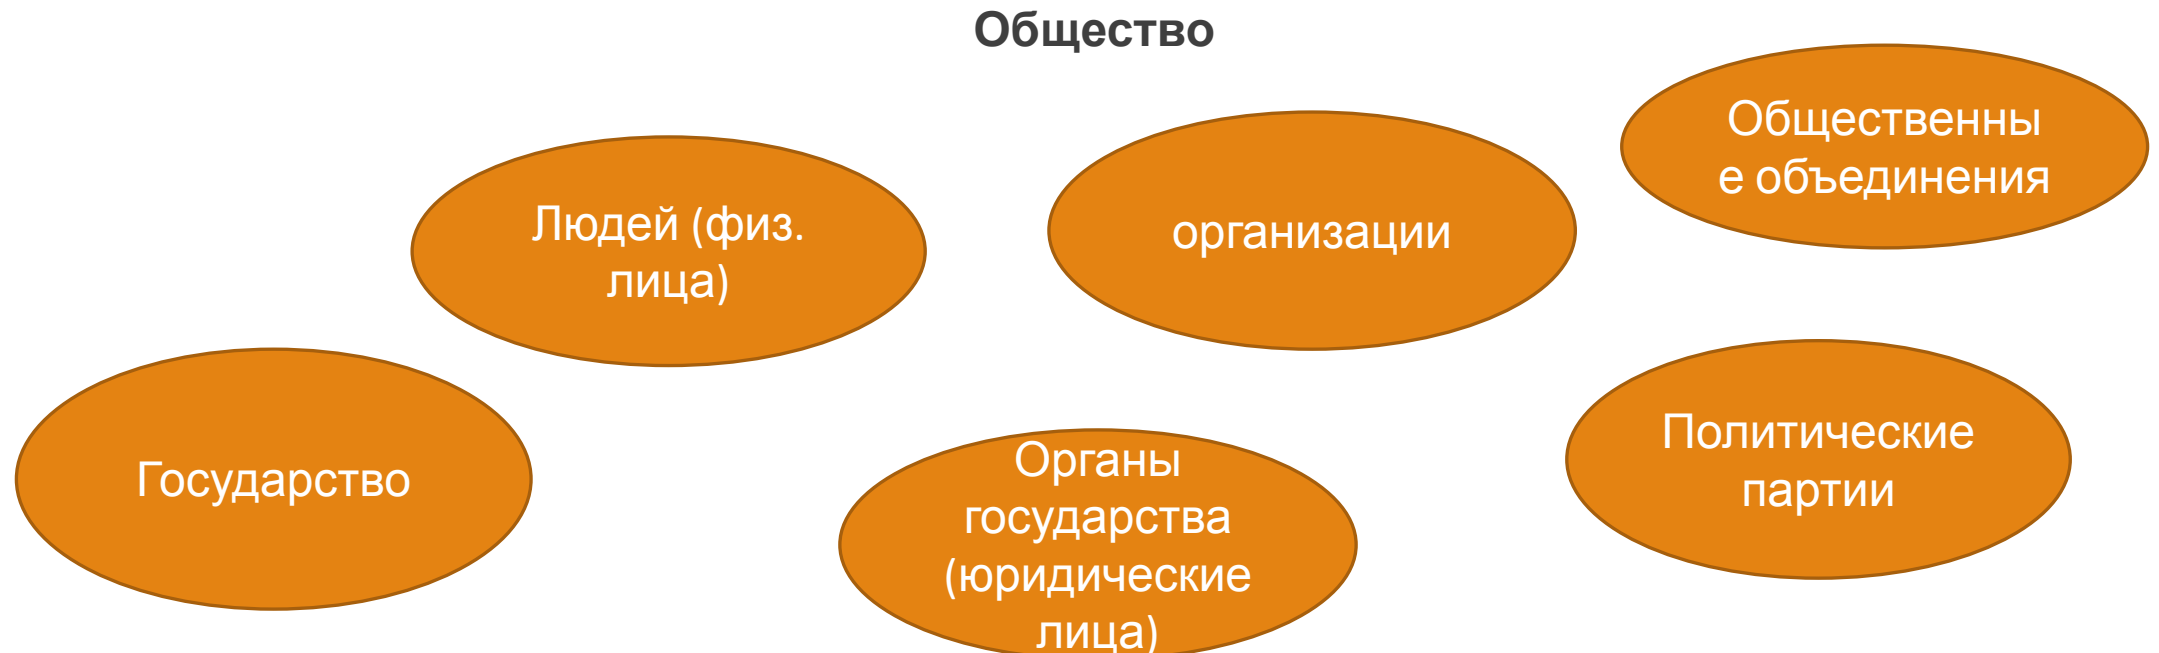 Общество
Общественны
е объединения
Людей (физ.
лица)
организации
Государство
Органы
государства
(юридические
лица)
Политические
партии